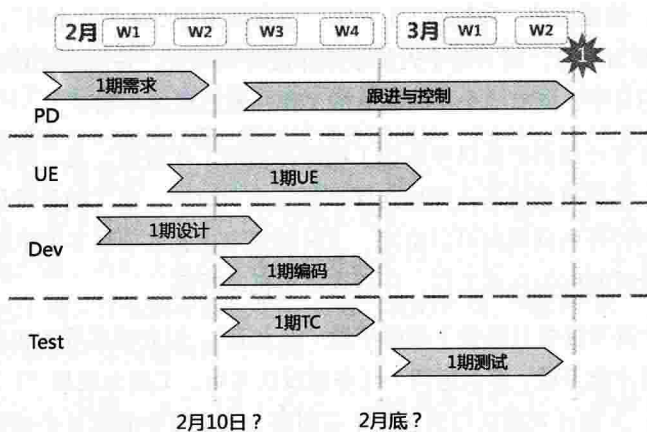 2月 W1 W2 W3 W4 3月 W1 W2
1
1期需求
跟进与控制
PD
UE
1期UE
1期设计
Dev
1期编码
1期TC
Test
1期测试
2月10日？ 2月底？